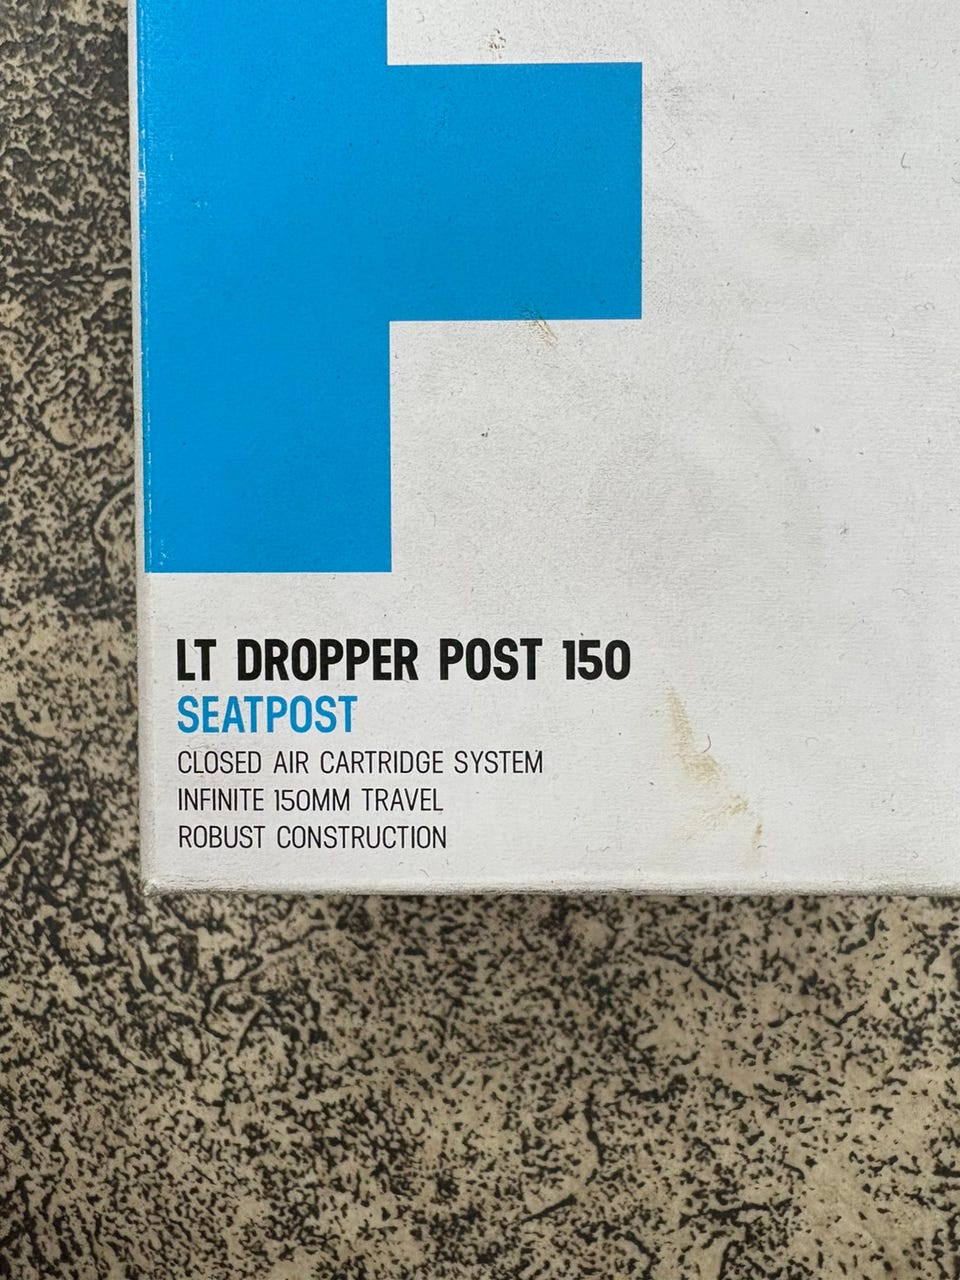 LT DROPPER POST 150
SEATPOST
CLOSED AIR CARTRIDGE SYSTEM
INFINITE 150MM TRAVEL
ROBUST CONSTRUCTION